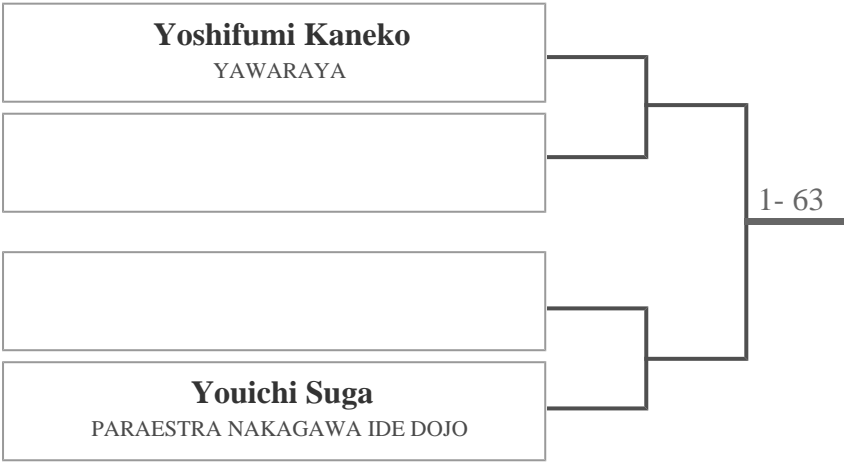 Yoshifumi Kaneko
YAWARAYA
1- 63
Youichi Suga
PARAESTRA NAKAGAWA IDE DOJO